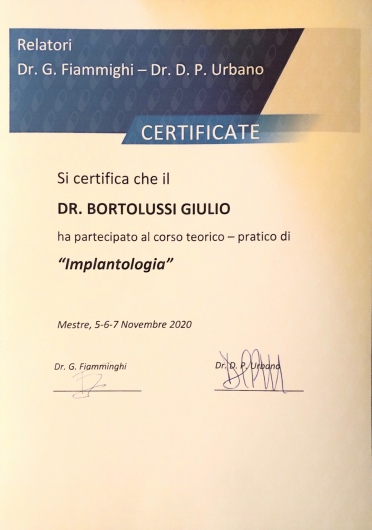 Relatori
Dr. G. Fiammighi – Dr. D. P. Urbano
CERTIFICATE
Si certifica che il
DR. BORTOLUSSI GIULIO
ha partecipato al corso teorico – pratico di
“Implantologia”
Mestre, 5-6-7 Novembre 2020
Dr. G. Fiamminghi
Dr. D. P. Urbano